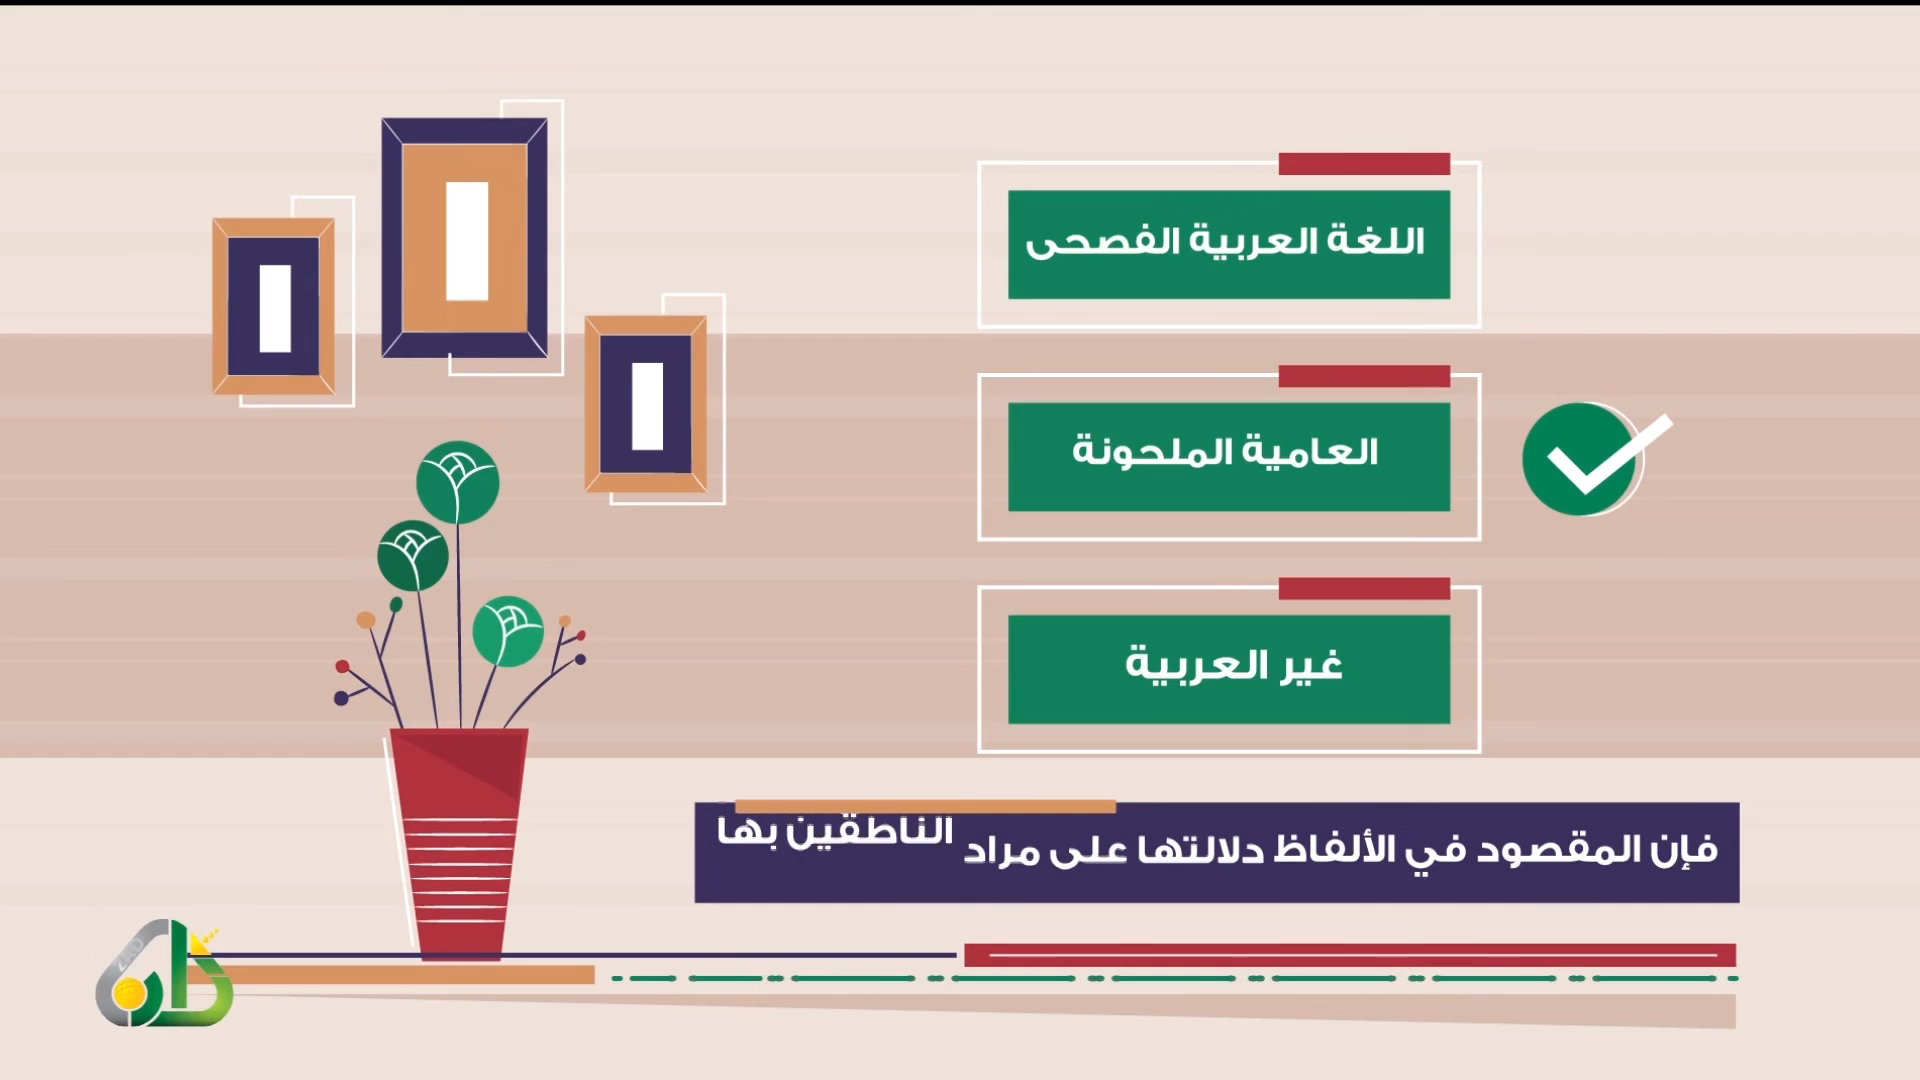 اللغة العربية الفصحى
العامية الملحونة
غير العربية
فإن المقصود في الألفاظ دلالتها على مراد الناطقين بها